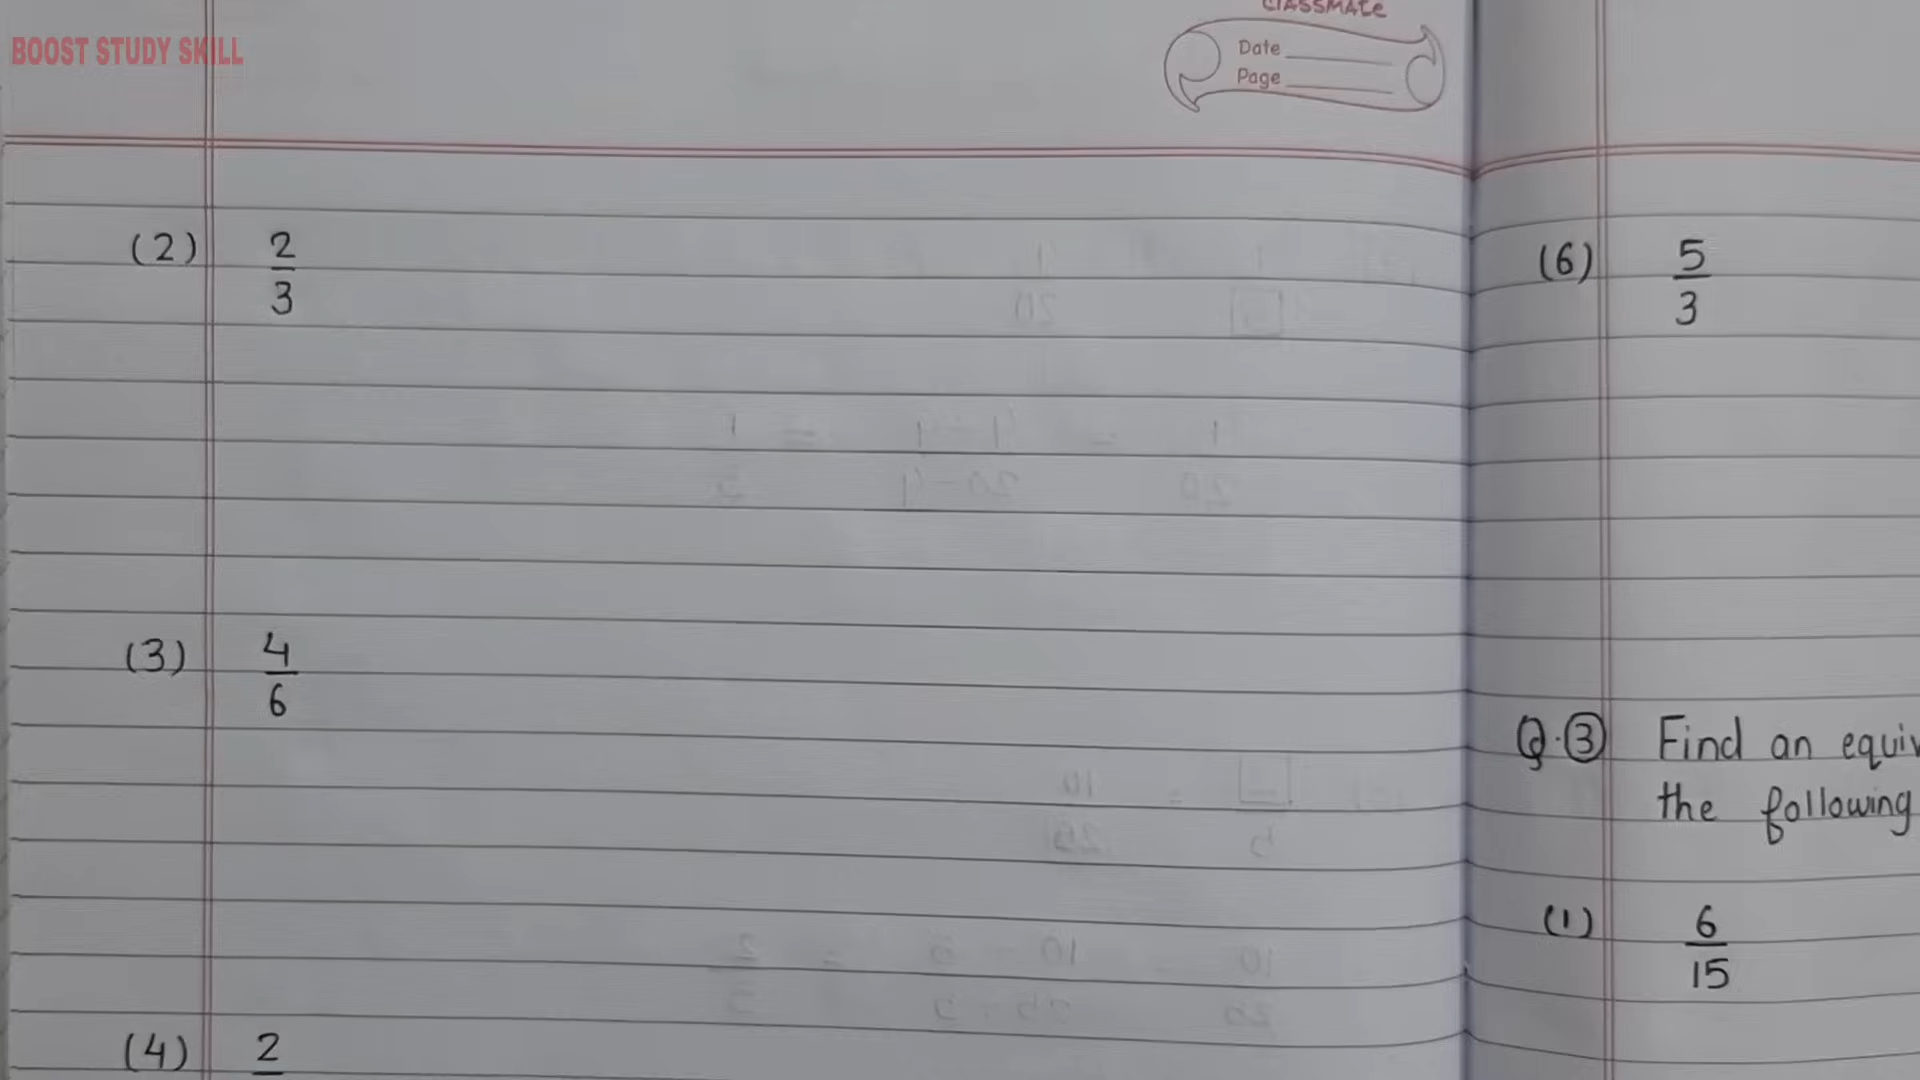 BOOST STUDY SKILL
classmate
Date
Page
(2) 2
3
(3) 4
6
(4) 2
(6) 5
3
Q.③ Find an equiv
the following
(1) 6
15